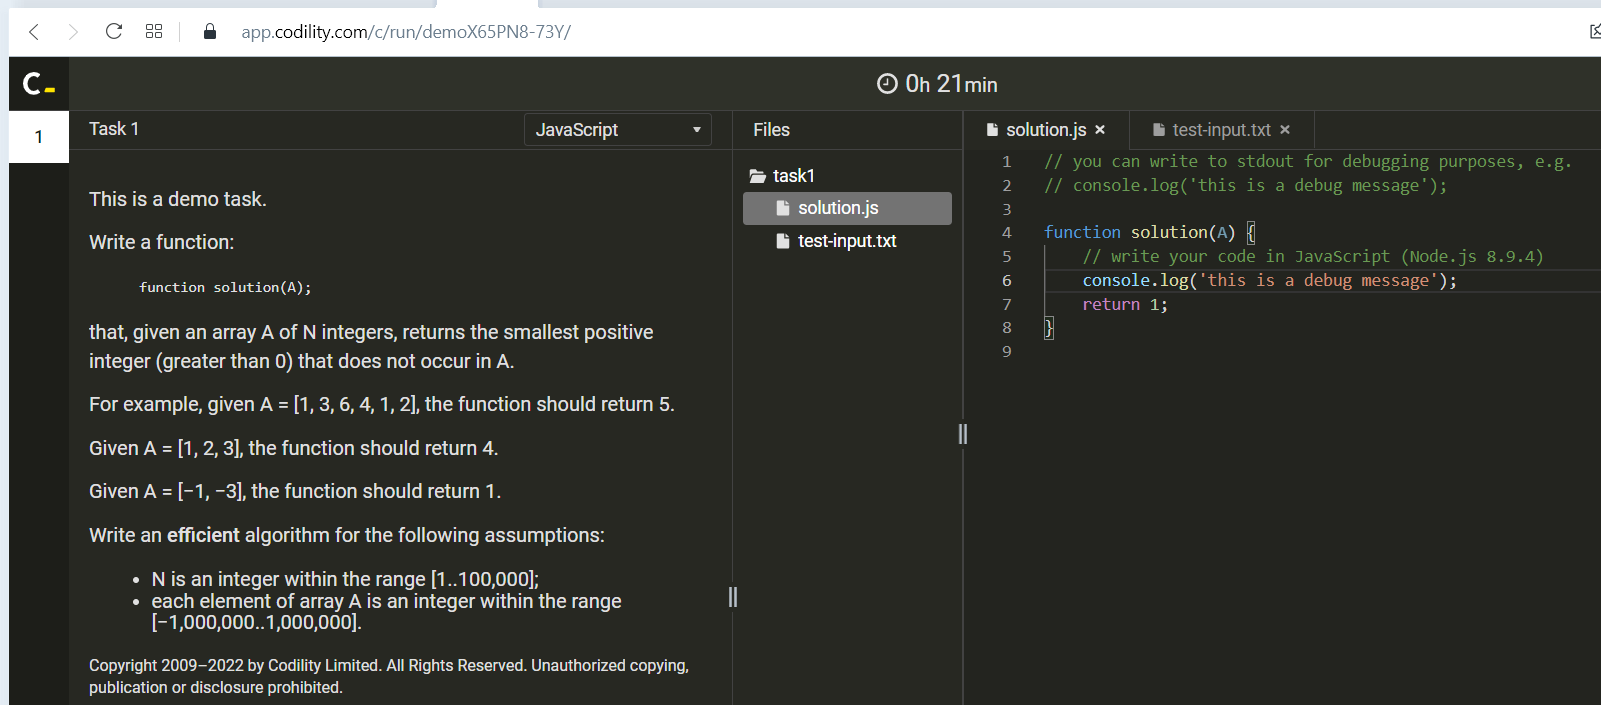 app.codility.com/c/run/demoX65PN8-73Y/
C_
0h 21min
1
Task 1
JavaScript
This is a demo task.
Write a function:
function solution(A);
that, given an array A of N integers, returns the smallest positive
integer (greater than 0) that does not occur in A.
For example, given A = [1, 3, 6, 4, 1, 2], the function should return 5.
Given A = [1, 2, 3], the function should return 4.
Given A = [−1, −3], the function should return 1.
Write an efficient algorithm for the following assumptions:
• N is an integer within the range [1..100,000];
• each element of array A is an integer within the range
[−1,000,000..1,000,000].
Copyright 2009–2022 by Codility Limited. All Rights Reserved. Unauthorized copying,
publication or disclosure prohibited.
Files
task1
solution.js
test-input.txt
solution.js × test-input.txt ×
1 // you can write to stdout for debugging purposes, e.g.
2 // console.log('this is a debug message');
3
4 function solution(A) {
5 // write your code in JavaScript (Node.js 8.9.4)
6 console.log('this is a debug message');
7 return 1;
8 }
9